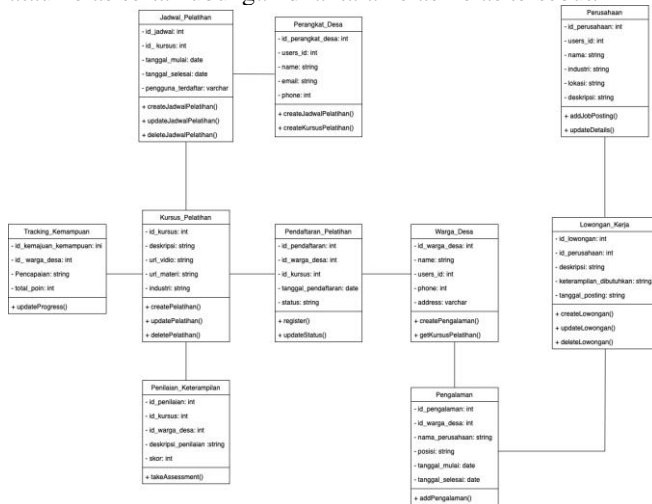 Jadwal_Pelatihan
- id_jadwal: int
- id_ kursus: int
- tanggal_mulai: date
- tanggal_selesai: date
- pengguna_terdaftar: varchar
+ createJadwalPelatihan()
+ updateJadwalPelatihan()
+ deleteJadwalPelatihan()
Perangkat_Desa
- id_perangkat_desa: int
- users_id: int
- name: string
- email: string
- phone: int
+ createJadwalPelatihan()
+ createKursusPelatihan()
Perusahaan
- id_perusahaan: int
- users_id: int
- nama: string
- industri: string
- lokasi: string
- deskripsi: string
+ addJobPosting()
+ updateDetails()
Tracking_Kemampuan
- id_kemajuan_kemampuan: ini
- id_ warga_desa: int
- Pencapaian: string
- total_poin: int
+ updateProgress()
Kursus_Pelatihan
- id_kursus: int
- deskripsi: string
- url_vidio: string
- url_materi: string
- industri: string
+ createPelatihan()
+ updatePelatihan()
+ deletePelatihan()
Pendaftaran_Pelatihan
- id_pendaftaran: int
- id_warga_desa: int
- id_kursus: int
- tanggal_pendaftaran: date
- status: string
+ register()
+ updateStatus()
Warga_Desa
- id_warga_desa: int
- name: string
- users_id: int
- phone: int
- address: varchar
+ createPengalaman()
+ getKursusPelatihan()
Lowongan_Kerja
- id_lowongan: int
- id_perusahaan: int
- deskripsi: string
- keterampilan_dibutuhkan: string
- tanggal_posting: string
+ createLowongan()
+ updateLowongan()
+ deleteLowongan()
Penilaian_Keterampilan
- id_penilaian: int
- id_kursus: int
- id_warga_desa: int
- deskripsi_penilaian :string
- skor: int
+ takeAssessment()
Pengalaman
- id_pengalaman: int
- id_warga_desa: int
- nama_perusahaan: string
- posisi: string
- tanggal_mulai: date
- tanggal_selesai: date
+ addPengalaman()